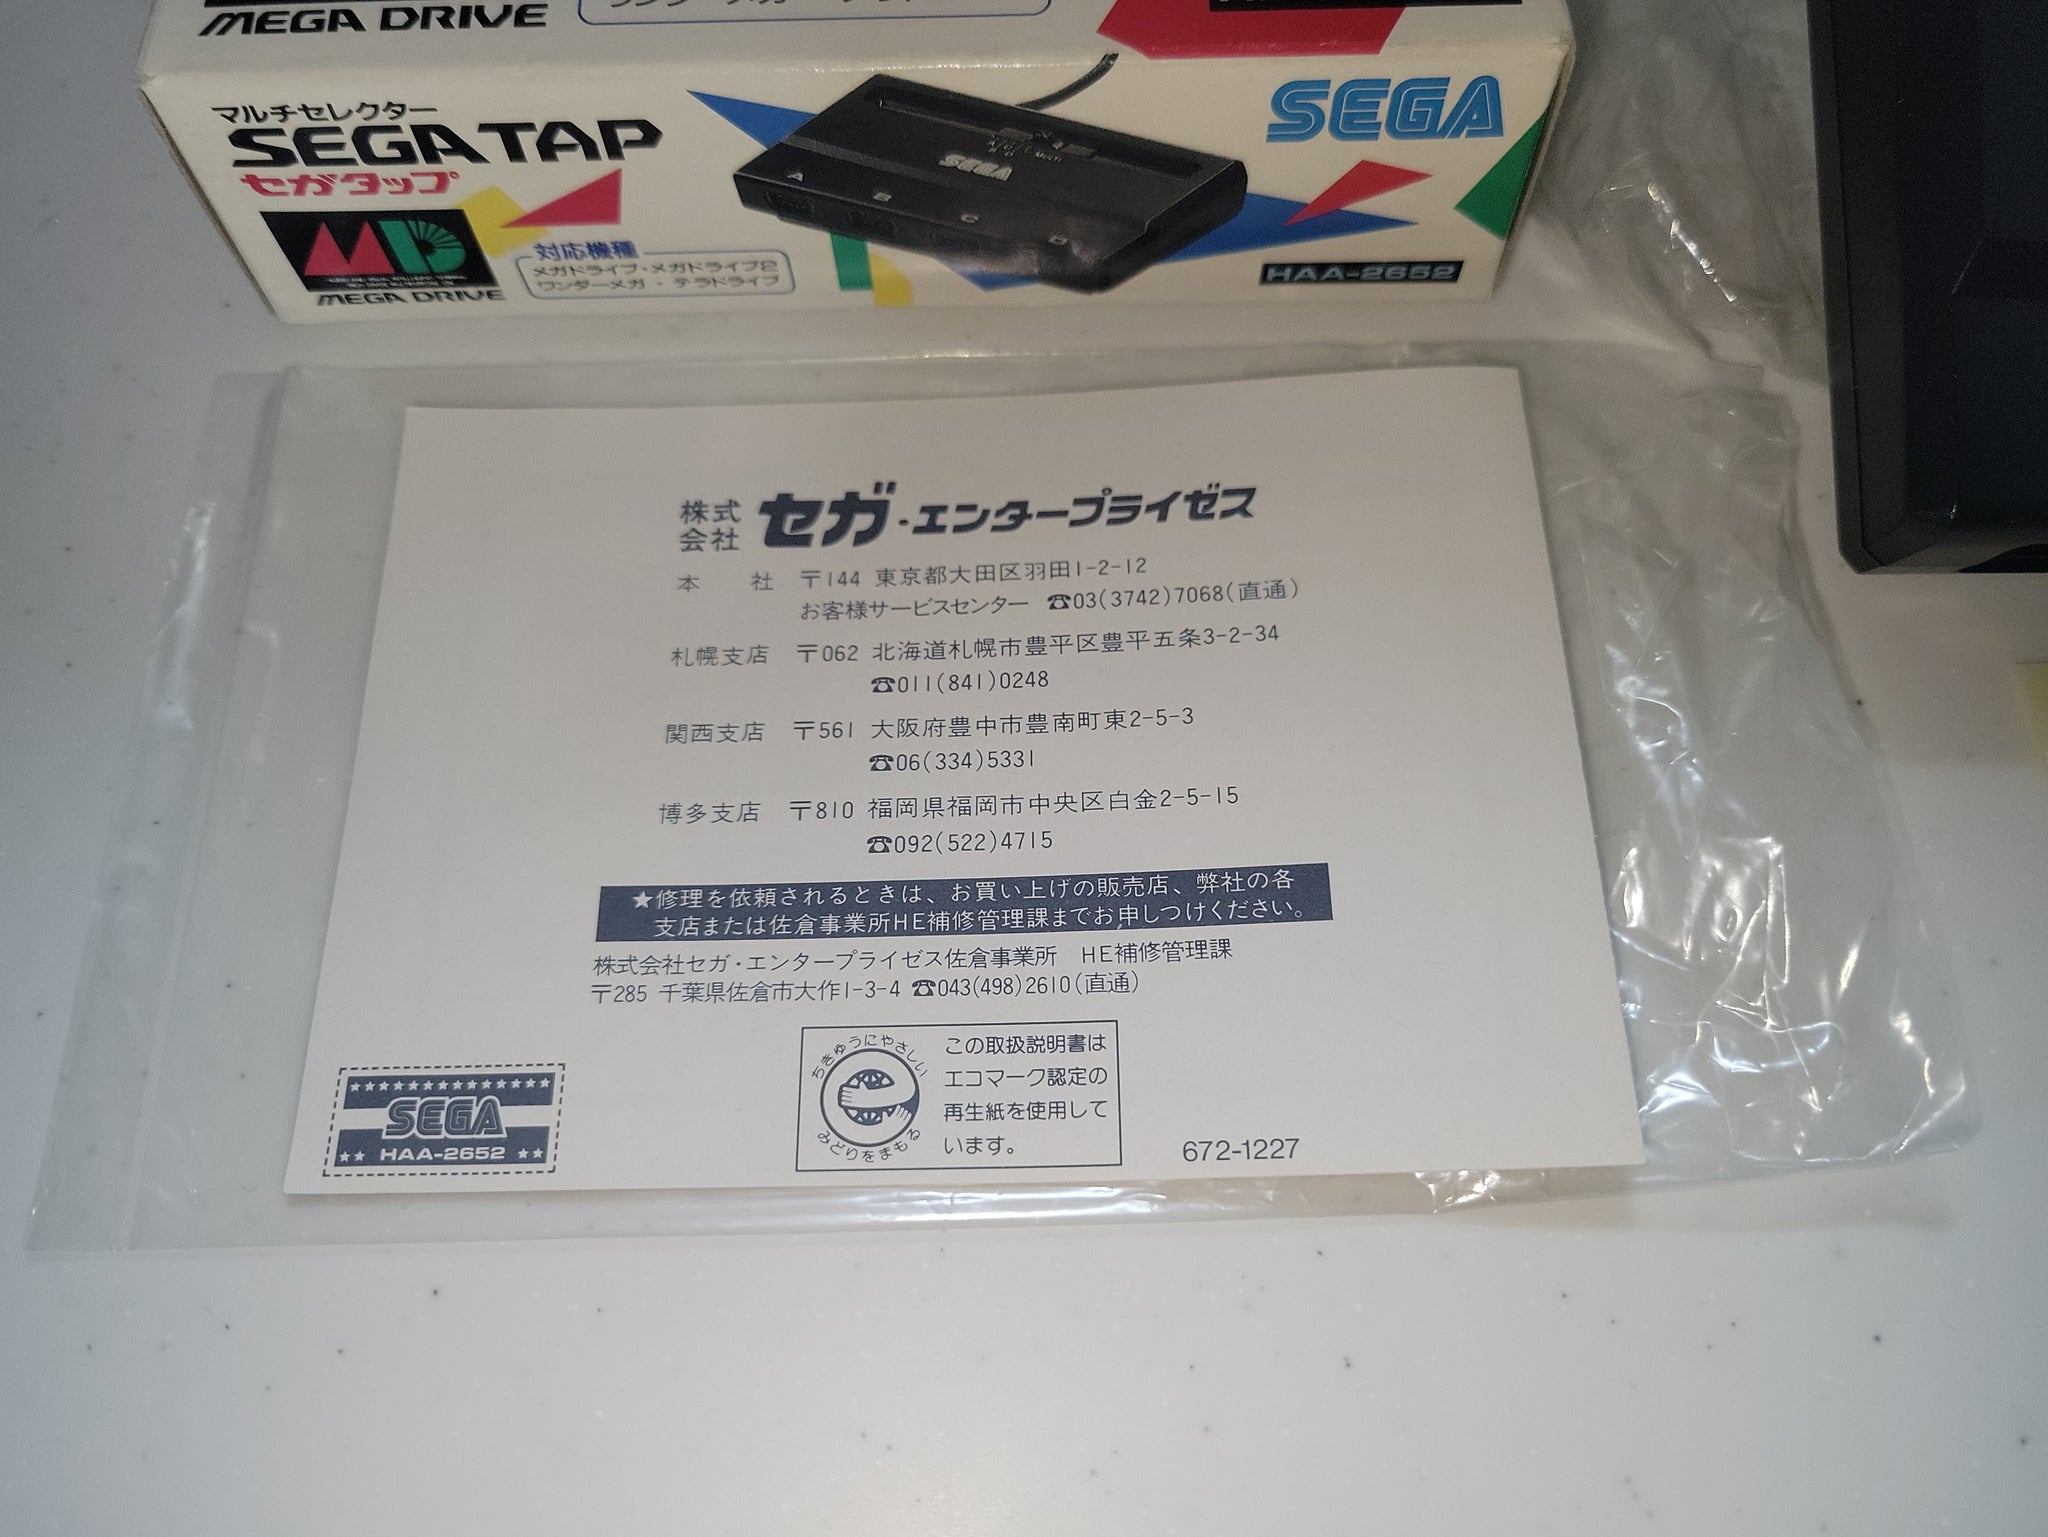 MEGA DRIVE
マルチセレクター
SEGA TAP
セガタップ
SEGA
SEGA
A
B
C
D
MD
MEGA DRIVE
対応機種
メガドライブ・メガドライブ2
ワンダーメガ・テラドライブ
HAA-2652
株式会社 セガ・エンタープライゼス
本 社 〒144 東京都大田区羽田1-2-12
お客様サービスセンター ☎03(3742)7068(直通)
札幌支店 〒062 北海道札幌市豊平区豊平五条3-2-34
☎011(841)0248
関西支店 〒561 大阪府豊中市豊南町東2-5-3
☎06(334)5331
博多支店 〒810 福岡県福岡市中央区白金2-5-15
☎092(522)4715
★修理を依頼されるときは、お買い上げの販売店、弊社の各
支店または佐倉事業所HE補修管理課までお申しつけください。
株式会社セガ・エンタープライゼス佐倉事業所 HE補修管理課
〒285 千葉県佐倉市大作1-3-4 ☎043(498)2610(直通)
ちきゅうにやさしい
みどりをまもる
この取扱説明書は
エコマーク認定の
再生紙を使用して
います。
SEGA
★★ HAA-2652 ★★
672-1227